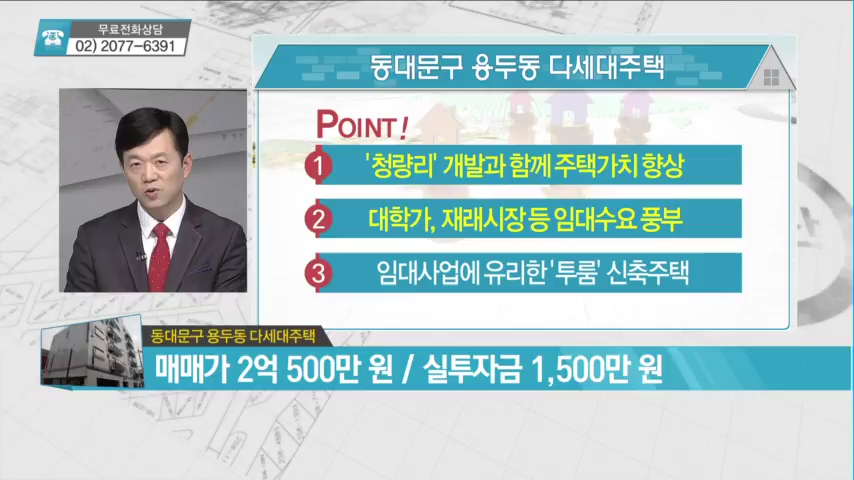 무료전화상담
02) 2077-6391
동대문구 용두동 다세대주택
POINT!
1 '청량리' 개발과 함께 주택가치 향상
2 대학가, 재래시장 등 임대수요 풍부
3 임대사업에 유리한 '투룸' 신축주택
동대문구 용두동 다세대주택
매매가 2억 500만 원 / 실투자금 1,500만 원